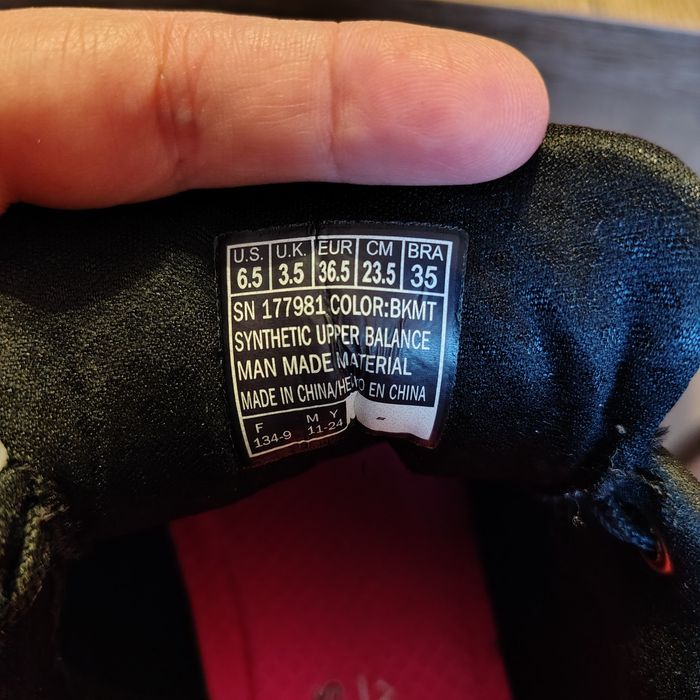 U.S. U.K. EUR CM BRA
6.5 3.5 36.5 23.5 35
SN 177981 COLOR:BKMT
SYNTHETIC UPPER BALANCE
MAN MADE MATERIAL
MADE IN CHINA/HECHO EN CHINA
F M Y
134-9 11-24